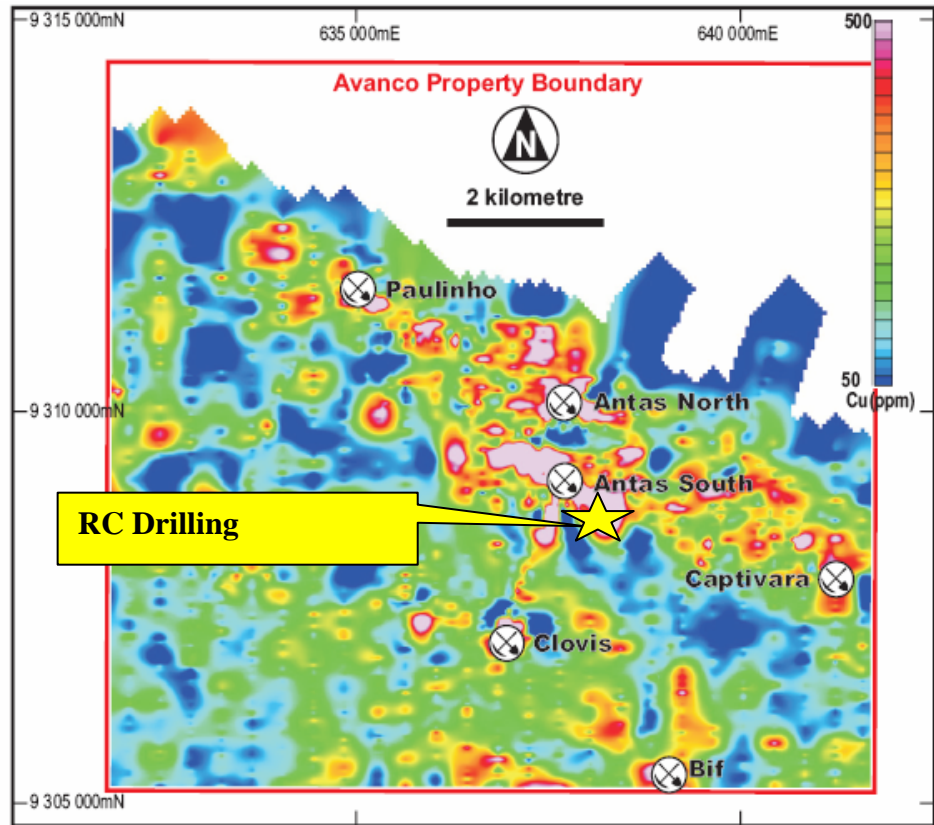 9 315 000mN
635 000mE
640 000mE
500
Avanco Property Boundary
N
2 kilometre
Paulinho
50
Cu(ppm)
Antas North
9 310 000mN
Antas South
RC Drilling
Captivara
Clovis
Bif
9 305 000mN